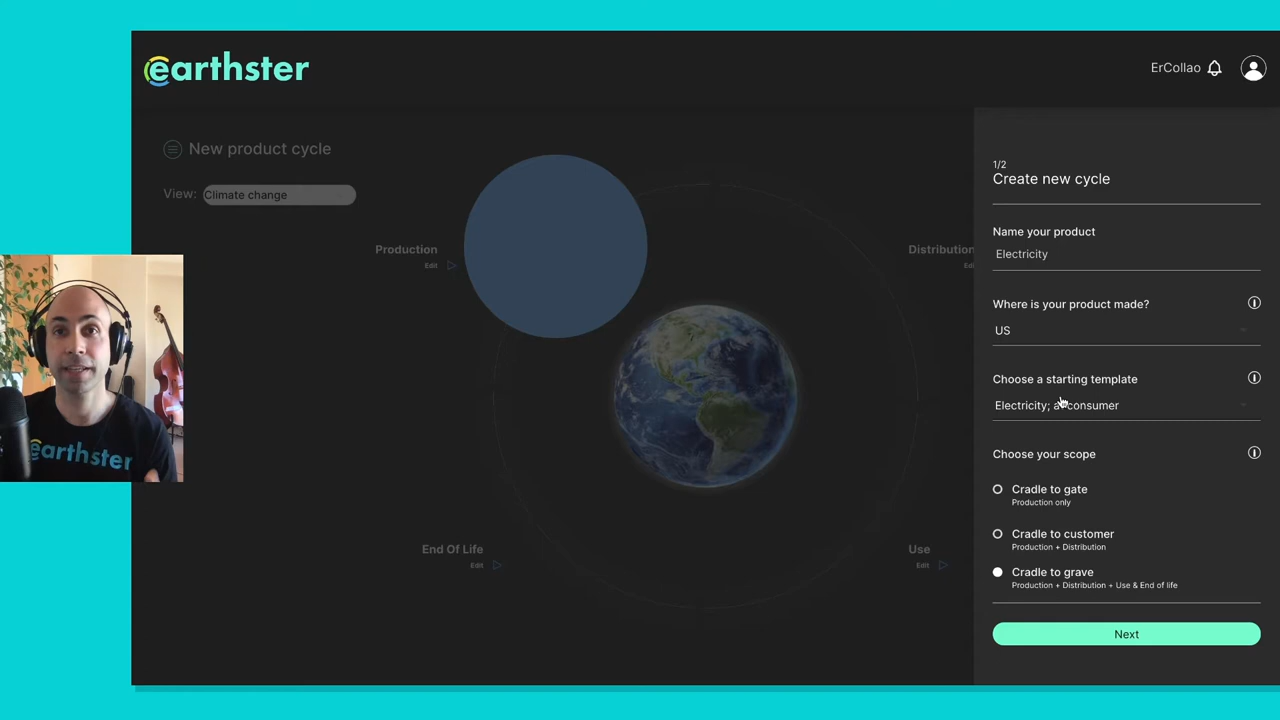 earthster
ErCollao
New product cycle
View: Climate change
Production
Edit
Distribution
Edit
End Of Life
Edit
Use
Edit
1/2
Create new cycle
Name your product
Electricity
Where is your product made?
US
Choose a starting template
Electricity; consumer
Choose your scope
Cradle to gate
Production only
Cradle to customer
Production + Distribution
Cradle to grave
Production + Distribution + Use & End of life
Next
earthster